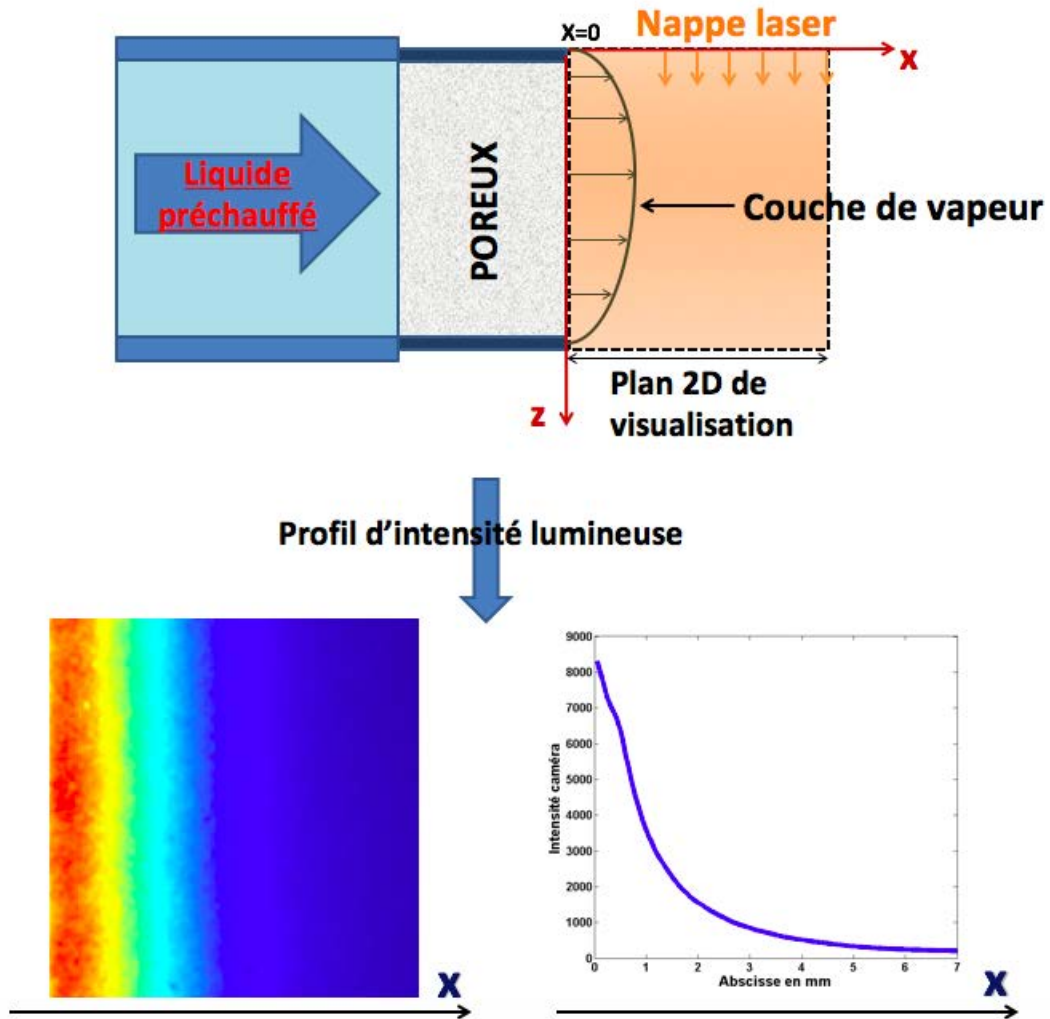 X=0
Nappe laser
x
Liquide
préchauffé
POREUX
Couche de vapeur
Plan 2D de
visualisation
z
Profil d'intensité lumineuse
9000
8000
7000
6000
5000
4000
3000
2000
1000
0
Intensité caméra
0 1 2 3 4 5 6 7
Abscisse en mm
X
X